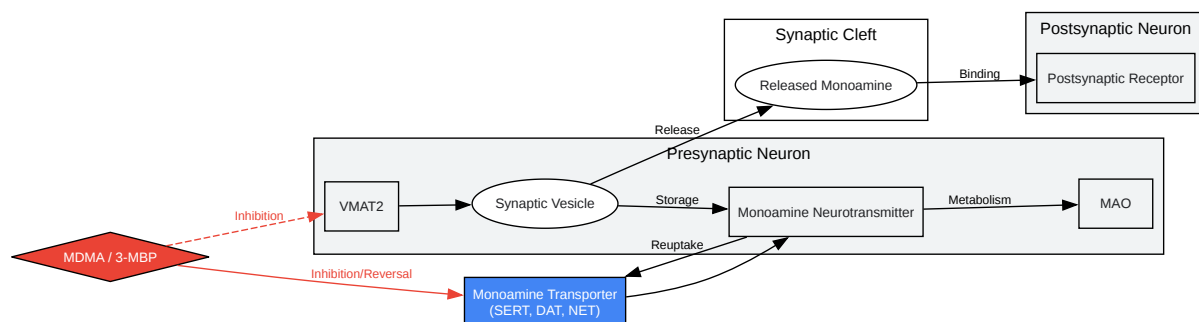 Postsynaptic Neuron
Synaptic Cleft
Postsynaptic Receptor
Binding
Released Monoamine
Release
Presynaptic Neuron
VMAT2
Synaptic Vesicle
Storage
Monoamine Neurotransmitter
Metabolism
MAO
Inhibition
Reuptake
MDMA / 3-MBP
Inhibition/Reversal
Monoamine Transporter
(SERT, DAT, NET)